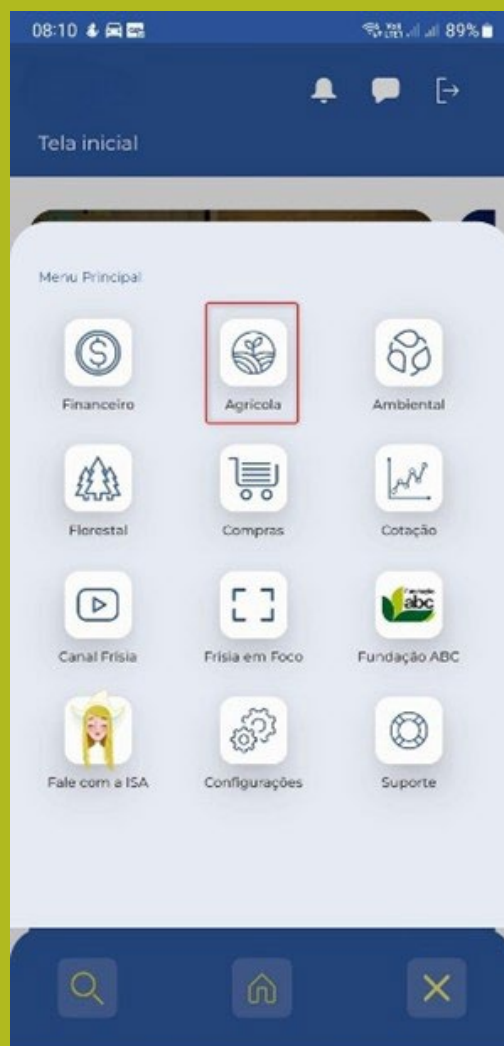 08:10
89%
Tela inicial
Menu Principal
Financeiro
Agrícola
Ambiental
Florestal
Compras
Cotação
Canal Frísia
Frísia em Foco
abc
Fundação ABC
Fale com a ISA
Configurações
Suporte